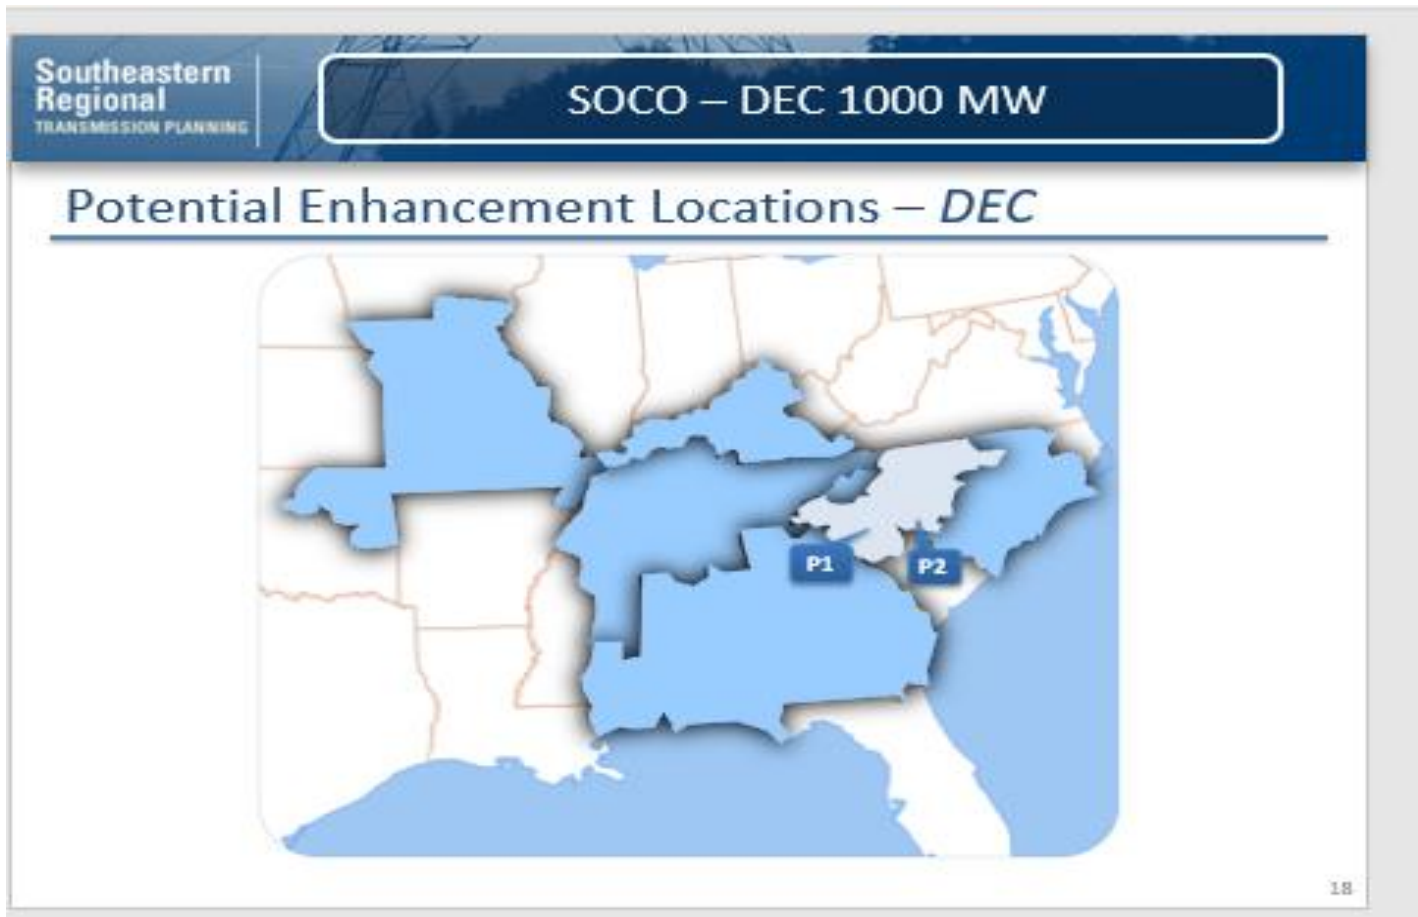 Southeastern
Regional
TRANSMISSION PLANNING
SOCO – DEC 1000 MW
Potential Enhancement Locations – DEC
P1
P2
18